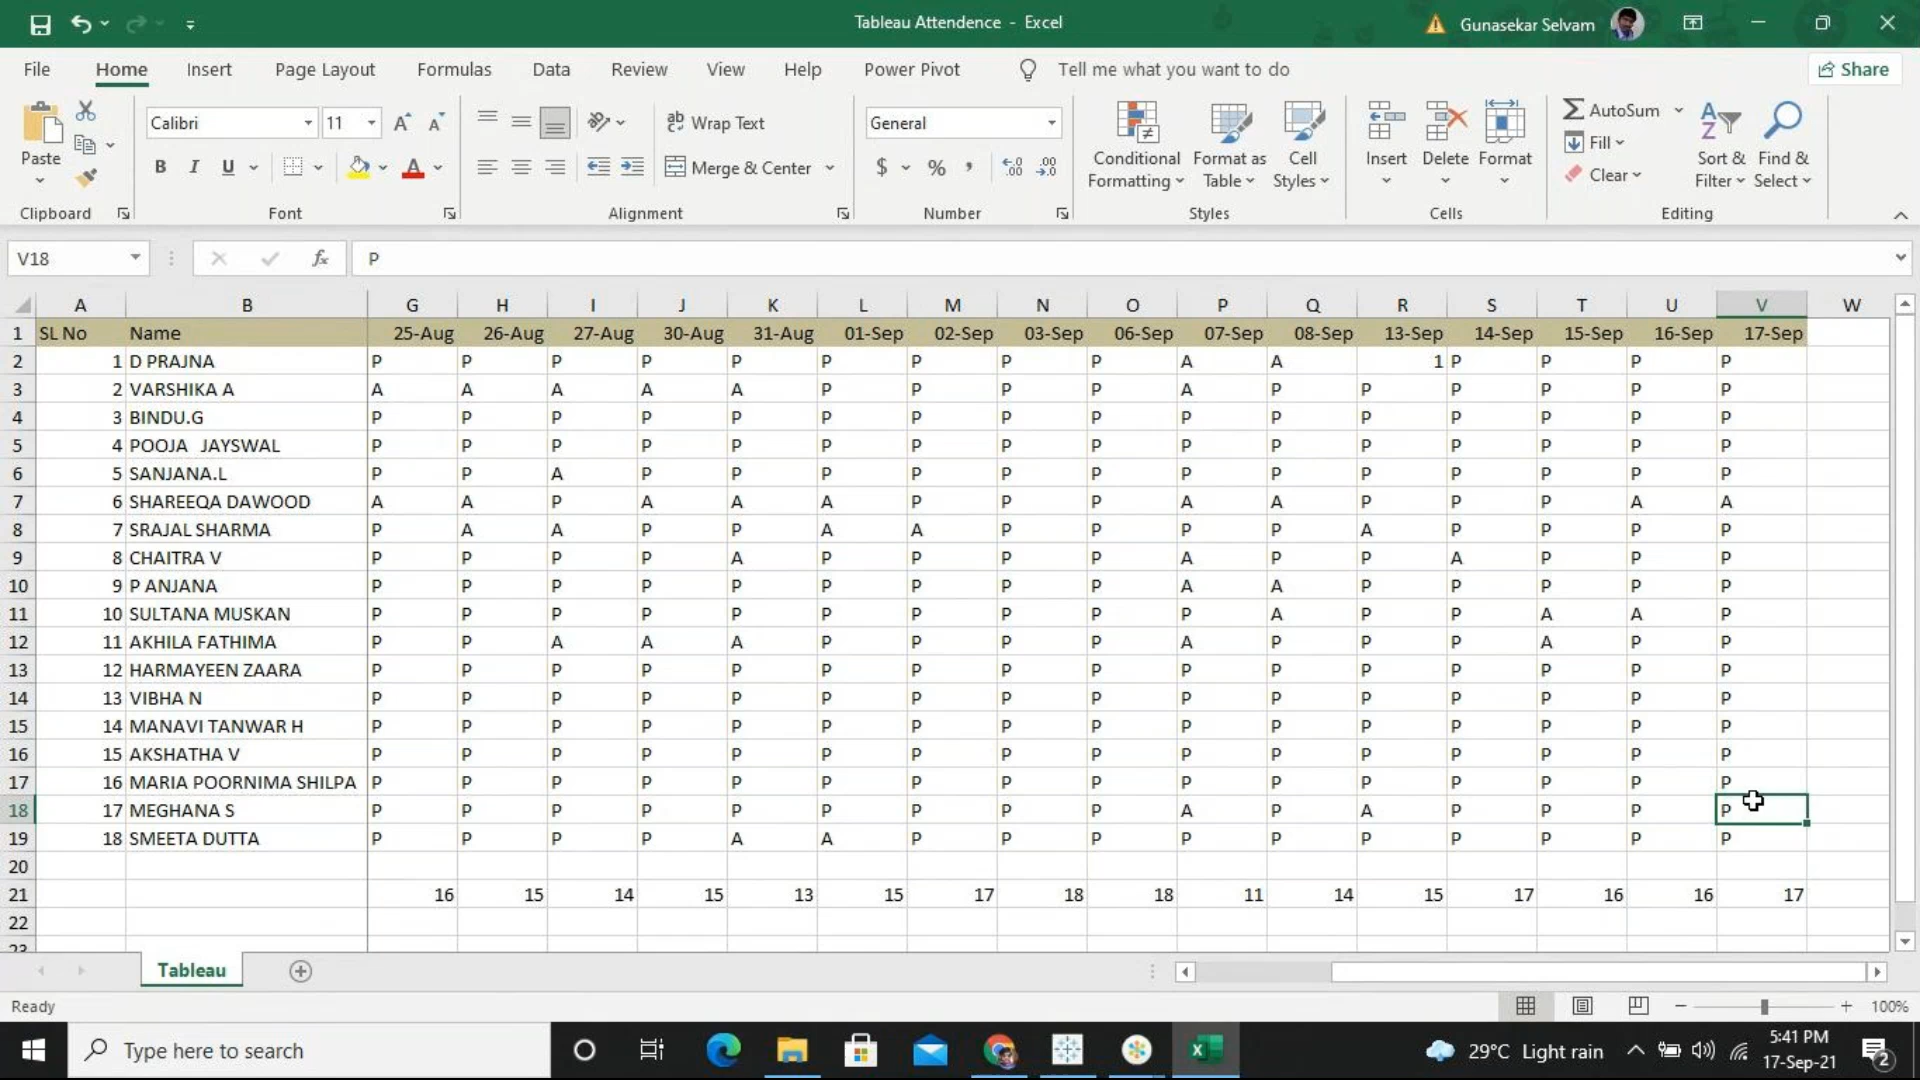 Tableau Attendence - Excel
Gunasekar Selvam
File Home Insert Page Layout Formulas Data Review View Help Power Pivot Tell me what you want to do Share
Paste
Clipboard
Calibri 11
B I U A
Font
Wrap Text
Merge & Center
Alignment
General
$ % ,
Number
Conditional Formatting
Format as Table
Cell Styles
Styles
Insert Delete Format
Cells
AutoSum
Fill
Clear
Sort & Filter
Find & Select
Editing
V18 fx P
A B G H I J K L M N O P Q R S T U V W
1 SL No Name 25-Aug 26-Aug 27-Aug 30-Aug 31-Aug 01-Sep 02-Sep 03-Sep 06-Sep 07-Sep 08-Sep 13-Sep 14-Sep 15-Sep 16-Sep 17-Sep
2 1 D PRAJNA P P P P P P P P P A A 1 P P P P
3 2 VARSHIKA A A A A A A P P P P A P P P P P P
4 3 BINDU.G P P P P P P P P P P P P P P P P
5 4 POOJA JAYSWAL P P P P P P P P P P P P P P P P
6 5 SANJANA.L P P A P P P P P P P P P P P P P
7 6 SHAREEQA DAWOOD A A P A A A P P P A A P P P A A
8 7 SRAJAL SHARMA P A A P P A A P P P P A P P P P
9 8 CHAITRA V P P P P A P P P P A P P A P P P
10 9 P ANJANA P P P P P P P P P A A P P P P P
11 10 SULTANA MUSKAN P P P P P P P P P P A P P A A P
12 11 AKHILA FATHIMA P P A A A P P P P A P P P A P P
13 12 HARMAYEEN ZAARA P P P P P P P P P P P P P P P P
14 13 VIBHA N P P P P P P P P P P P P P P P P
15 14 MANAVI TANWAR H P P P P P P P P P P P P P P P P
16 15 AKSHATHA V P P P P P P P P P P P P P P P P
17 16 MARIA POORNIMA SHILPA P P P P P P P P P P P P P P P P
18 17 MEGHANA S P P P P P P P P P A P A P P P P
19 18 SMEETA DUTTA P P P P A A P P P P P P P P P P
20
21 16 15 14 15 13 15 17 18 18 11 14 15 17 16 16 17
22
23
Tableau
Ready 100%
Type here to search
29°C Light rain
5:41 PM
17-Sep-21
2